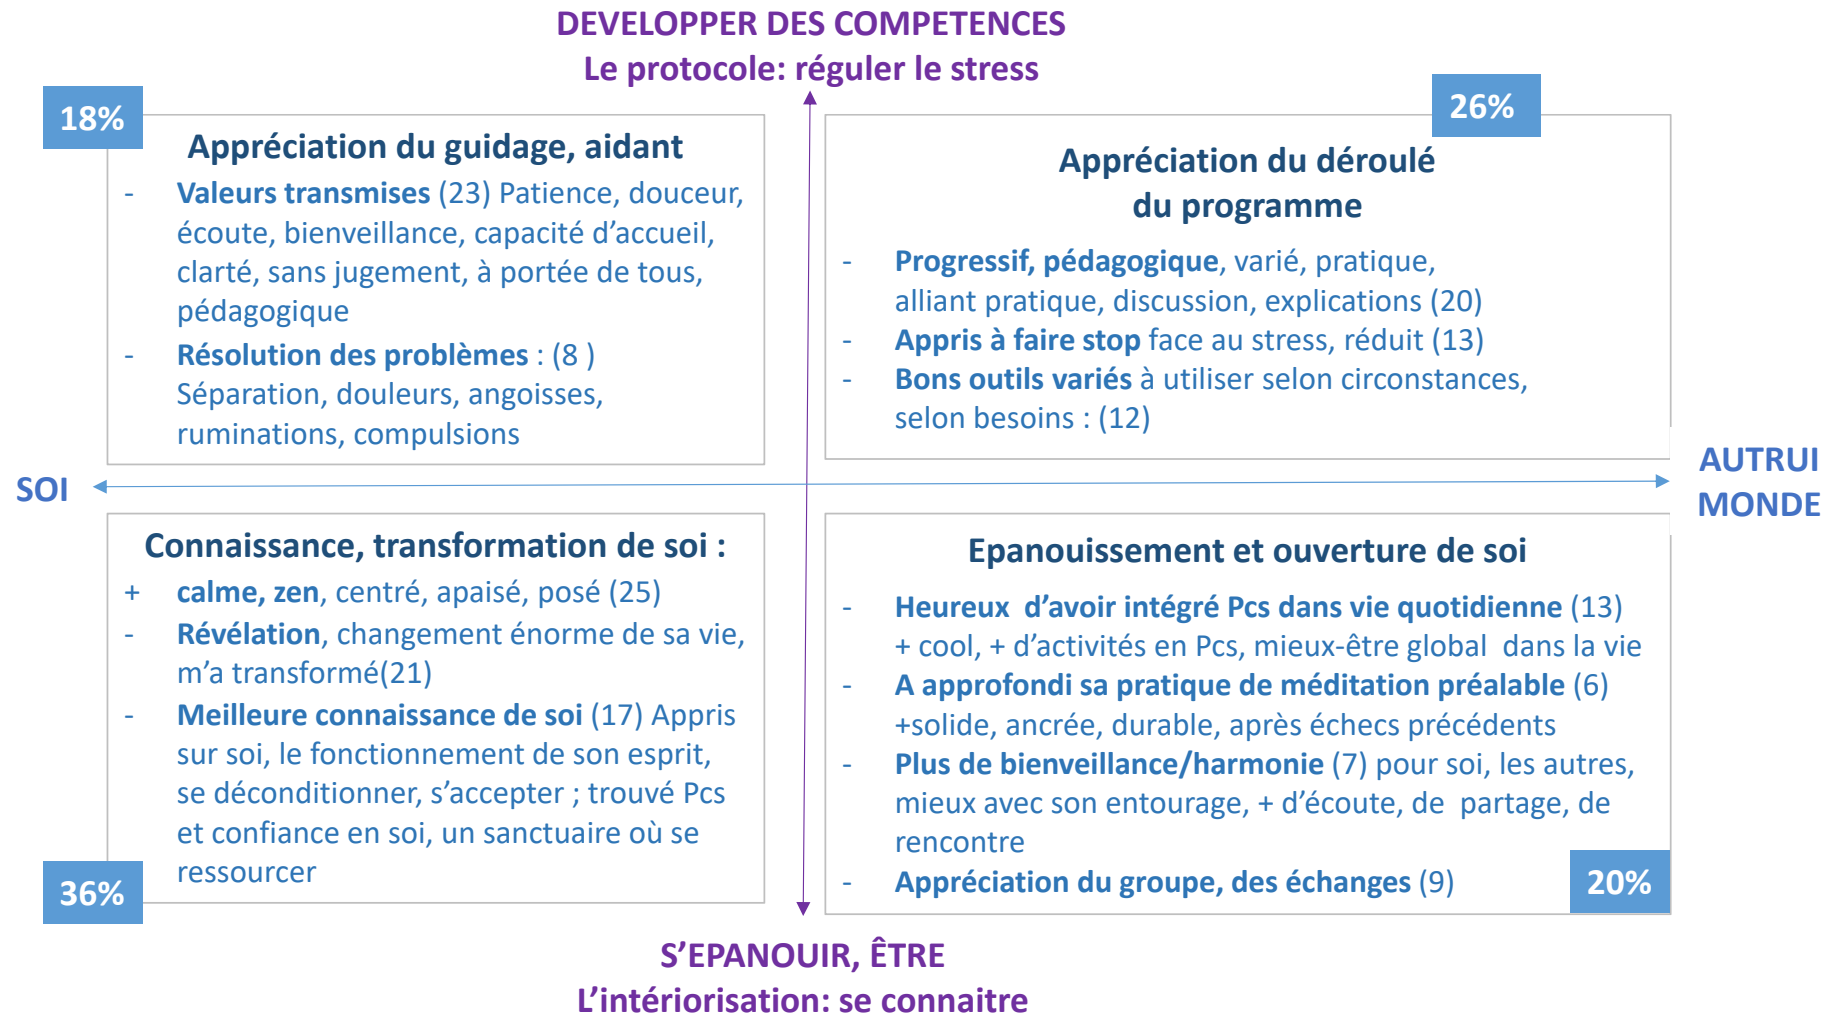 DEVELOPPER DES COMPETENCES
Le protocole: réguler le stress
18%
Appréciation du guidage, aidant
- Valeurs transmises (23) Patience, douceur,
écoute, bienveillance, capacité d’accueil,
clarté, sans jugement, à portée de tous,
pédagogique
- Résolution des problèmes : (8 )
Séparation, douleurs, angoisses,
ruminations, compulsions
26%
Appréciation du déroulé
du programme
- Progressif, pédagogique, varié, pratique,
alliant pratique, discussion, explications (20)
- Appris à faire stop face au stress, réduit (13)
- Bons outils variés à utiliser selon circonstances,
selon besoins : (12)
SOI
AUTRUI
MONDE
Connaissance, transformation de soi :
+ calme, zen, centré, apaisé, posé (25)
- Révélation, changement énorme de sa vie,
m’a transformé(21)
- Meilleure connaissance de soi (17) Appris
sur soi, le fonctionnement de son esprit,
se déconditionner, s’accepter ; trouvé Pcs
et confiance en soi, un sanctuaire où se
ressourcer
36%
Epanouissement et ouverture de soi
- Heureux d’avoir intégré Pcs dans vie quotidienne (13)
+ cool, + d’activités en Pcs, mieux-être global dans la vie
- A approfondi sa pratique de méditation préalable (6)
+solide, ancrée, durable, après échecs précédents
- Plus de bienveillance/harmonie (7) pour soi, les autres,
mieux avec son entourage, + d’écoute, de partage, de
rencontre
- Appréciation du groupe, des échanges (9)
20%
S’EPANOUIR, ÊTRE
L’intériorisation: se connaitre